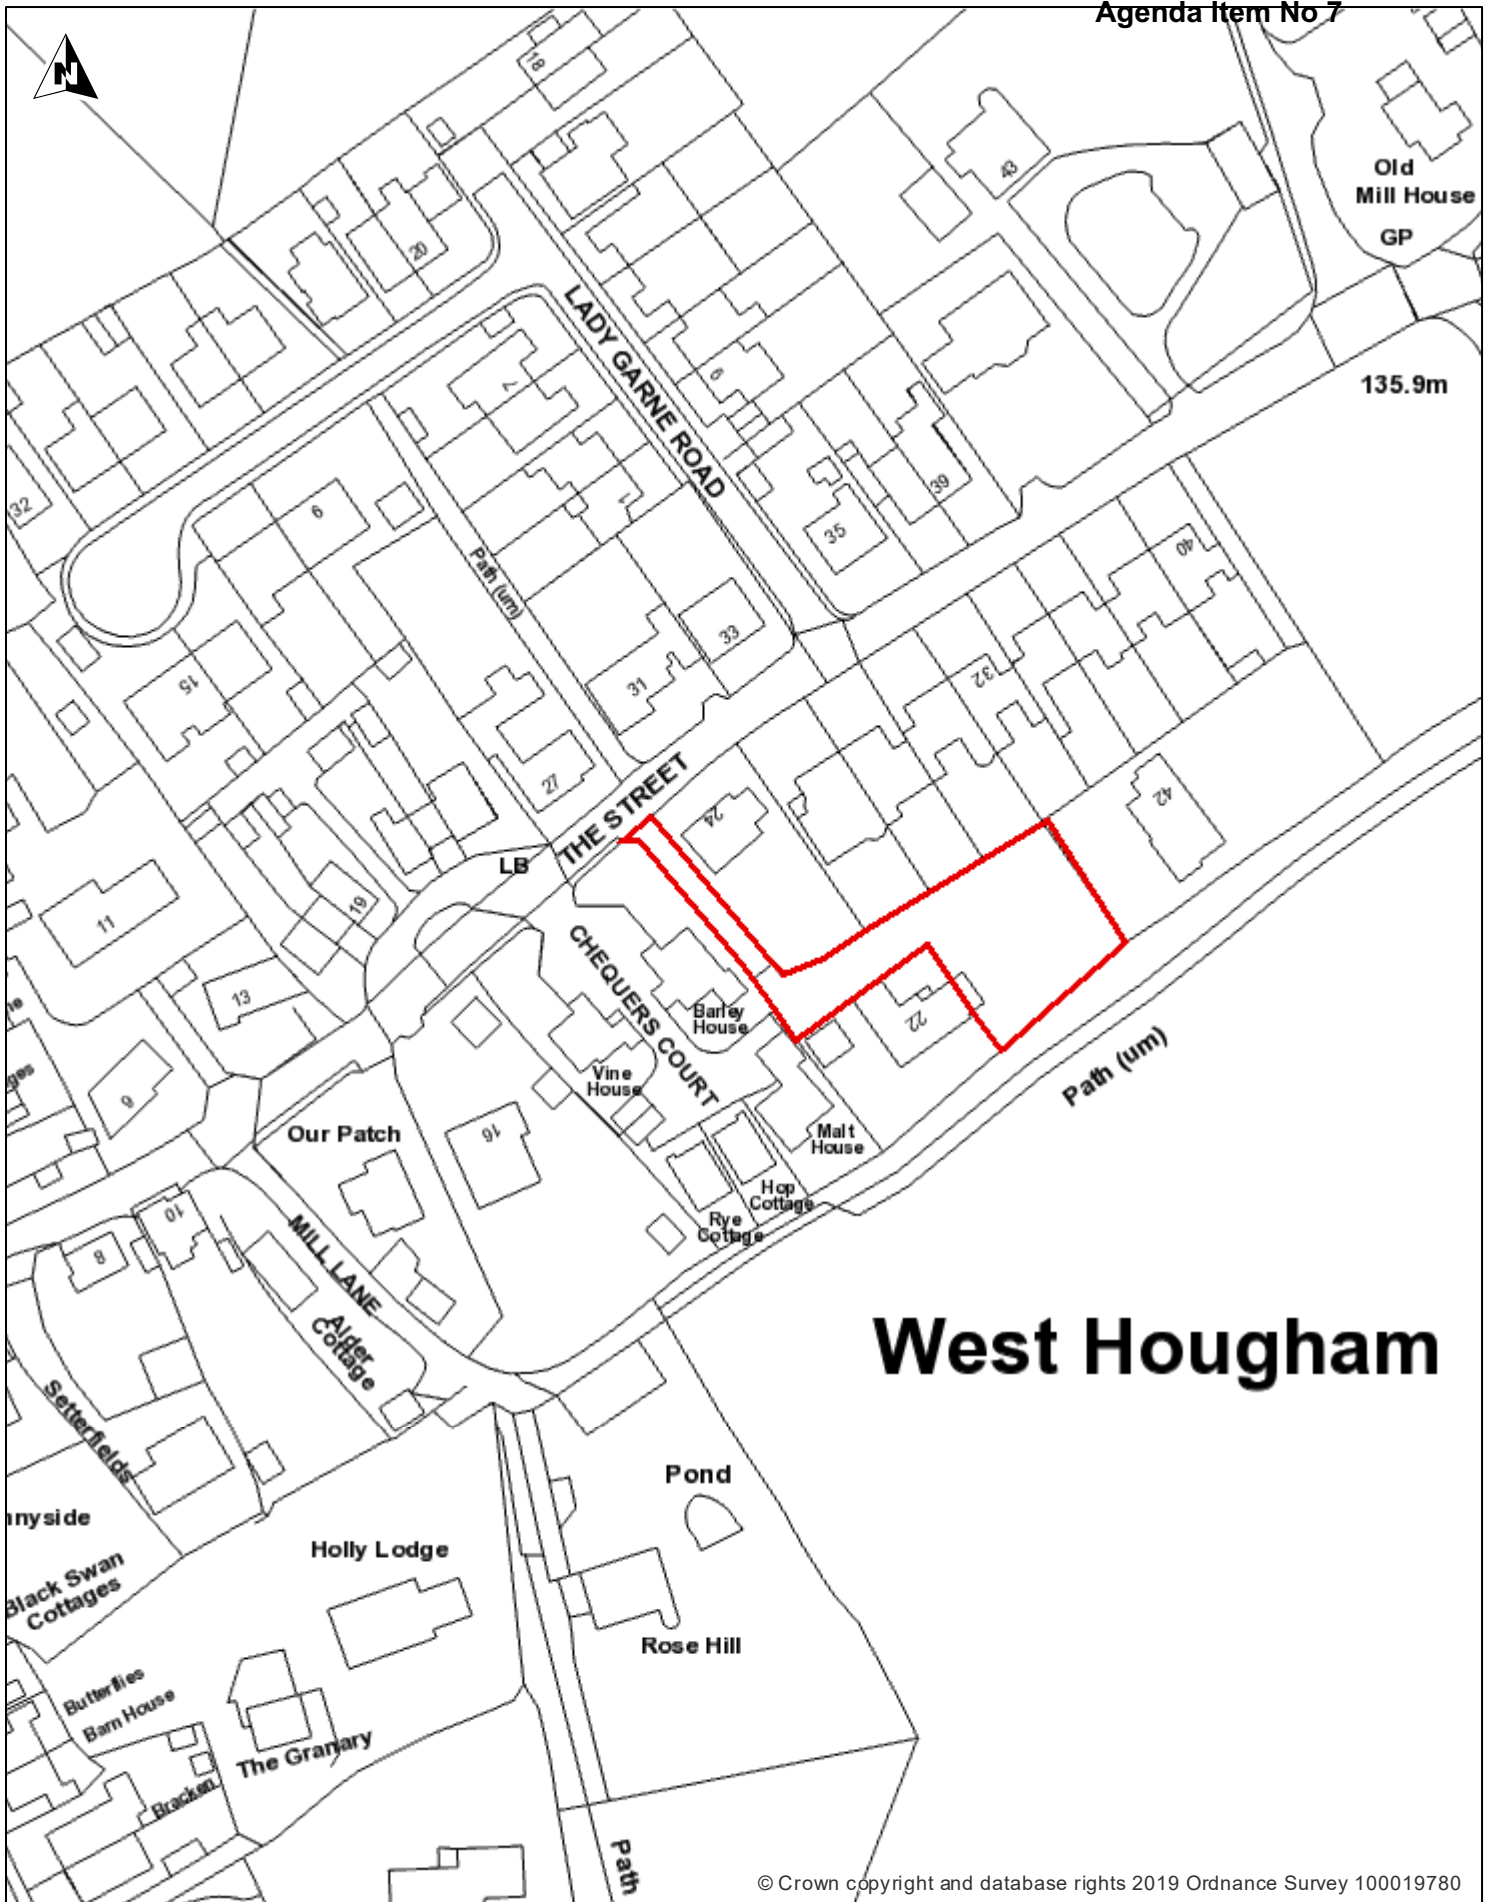 Agenda Item No 7
N
18
43
Old
Mill House
GP
20
LADY GARNE ROAD
135.9m
7
9
32
9
1
39
35
40
Path (um)
33
15
31
32
27
THE STREET
24
42
LB
19
11
CHEQUERS COURT
13
Barley
House
22
Path (um)
Vine
House
9
Our Patch
16
Malt
House
Hop
Cottage
Rye
Cottage
10
8
MILL LANE
Alder
Cottage
West Hougham
Setterfields
Pond
nnyside
Holly Lodge
Black Swan
Cottages
Rose Hill
Butterflies
Barn House
The Granary
Bracken
Path
© Crown copyright and database rights 2019 Ordnance Survey 100019780